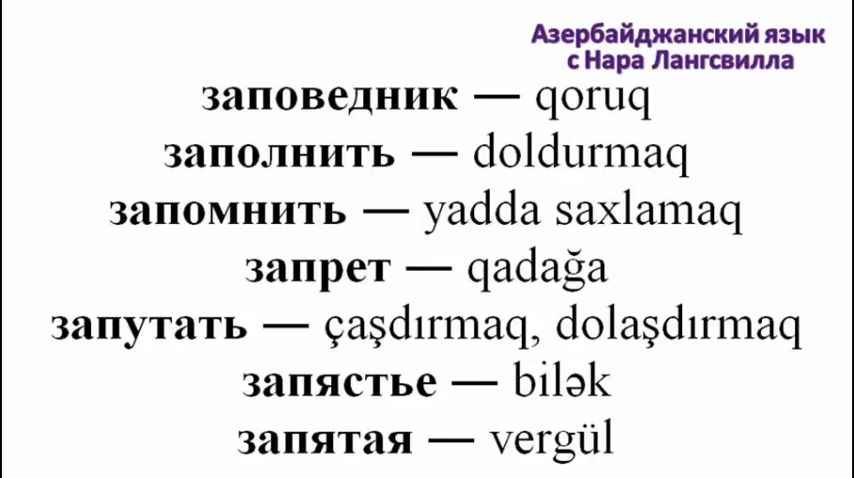 Азербайджанский язык
с Нара Лангсвилла
заповедник — qoruq
заполнить — doldurmaq
запомнить — yadda saxlamaq
запрет — qadağa
запутать — çaşdırmaq, dolaşdırmaq
запястье — bilək
запятая — vergül